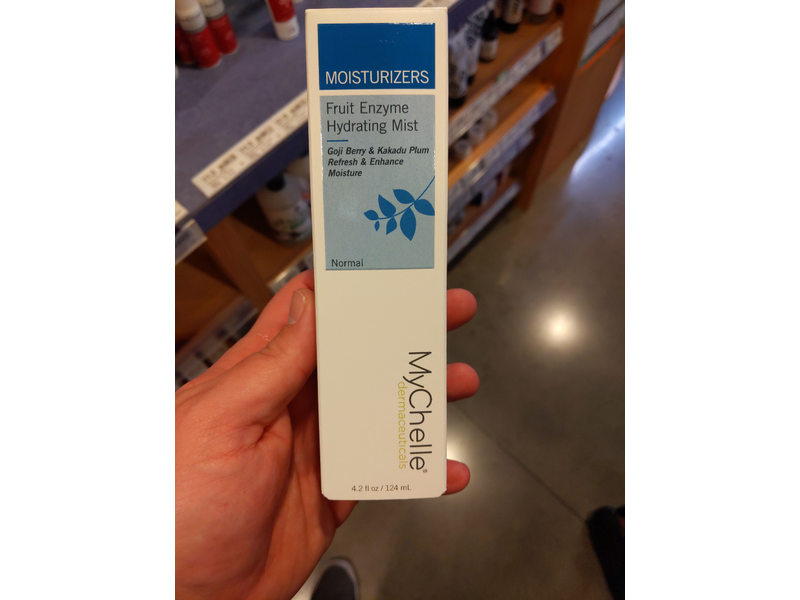 MOISTURIZERS
Fruit Enzyme
Hydrating Mist
Goji Berry & Kakadu Plum
Refresh & Enhance
Moisture
Normal
MyChelle®
dermaceuticals
4.2 fl oz / 124 mL